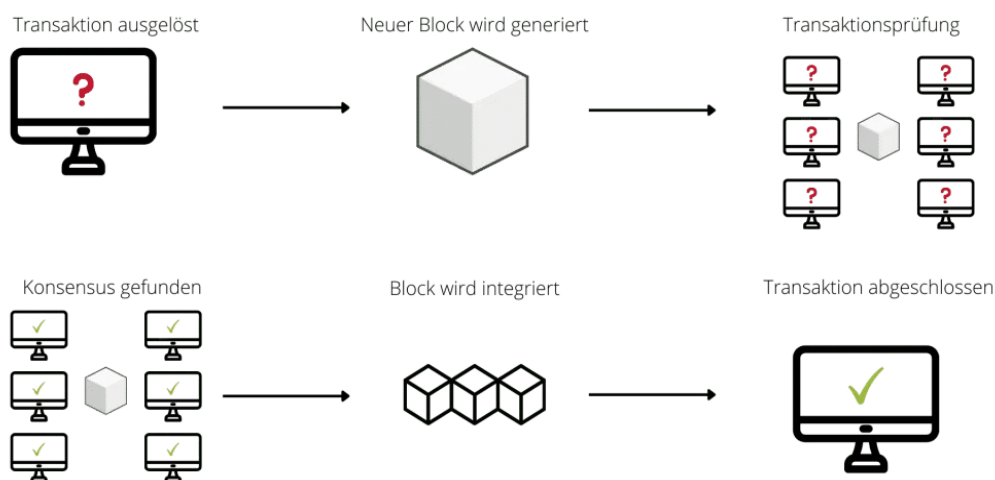 Transaktion ausgelöst
Neuer Block wird generiert
Transaktionsprüfung
Konsensus gefunden
Block wird integriert
Transaktion abgeschlossen